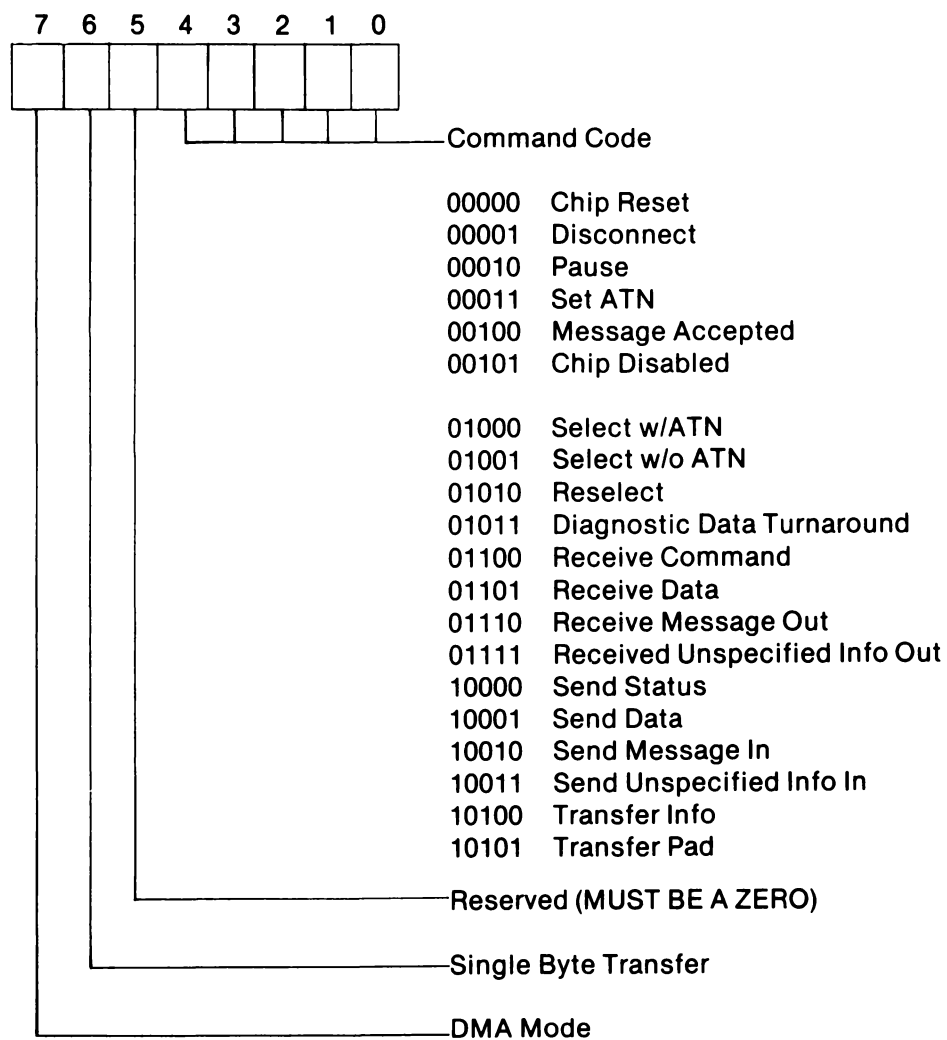 7 6 5 4 3 2 1 0
Command Code
00000 Chip Reset
00001 Disconnect
00010 Pause
00011 Set ATN
00100 Message Accepted
00101 Chip Disabled
01000 Select w/ATN
01001 Select w/o ATN
01010 Reselect
01011 Diagnostic Data Turnaround
01100 Receive Command
01101 Receive Data
01110 Receive Message Out
01111 Received Unspecified Info Out
10000 Send Status
10001 Send Data
10010 Send Message In
10011 Send Unspecified Info In
10100 Transfer Info
10101 Transfer Pad
Reserved (MUST BE A ZERO)
Single Byte Transfer
DMA Mode